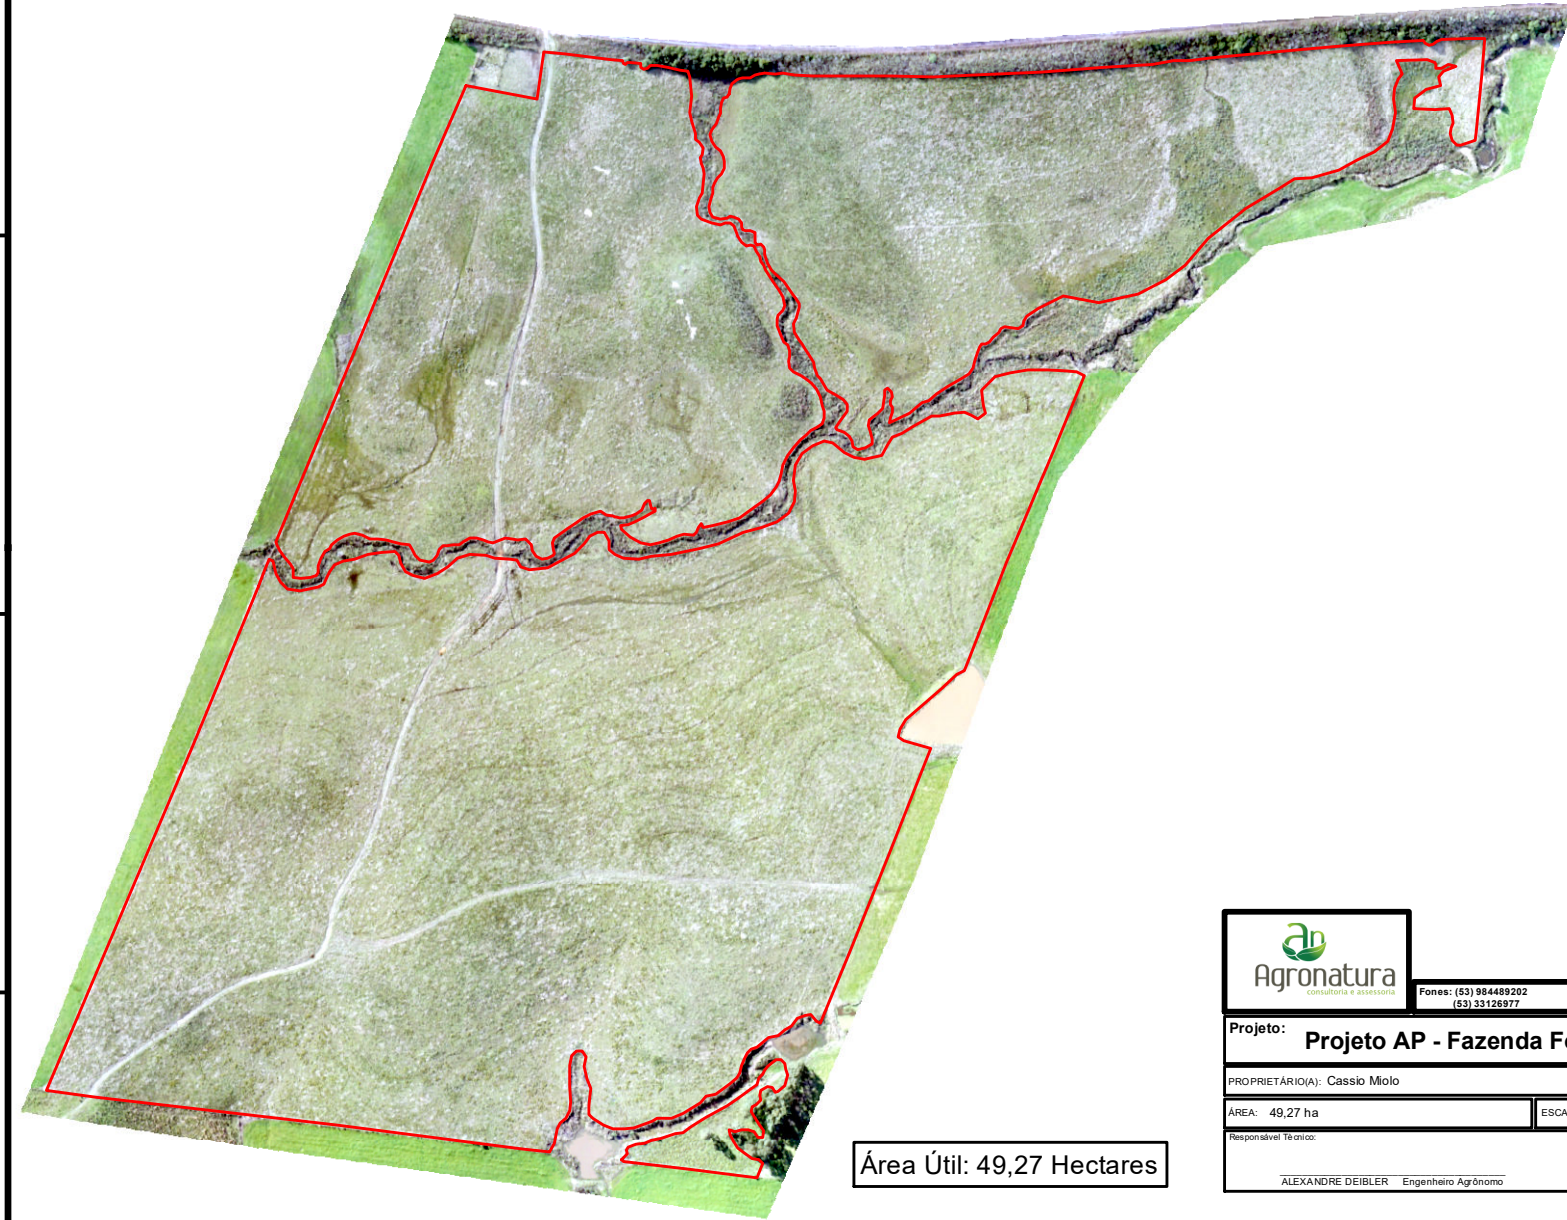 an
Agronatura
consultoria e assessoria
Fones: (53) 984489202
(53) 33126977
Projeto: Projeto AP - Fazenda
PROPRIETÁRIO(A): Cassio Miolo
ÁREA: 49,27 ha
ESCA
Responsável Técnico:
ALEXANDRE DEIBLER Engenheiro Agrônomo
Área Útil: 49,27 Hectares